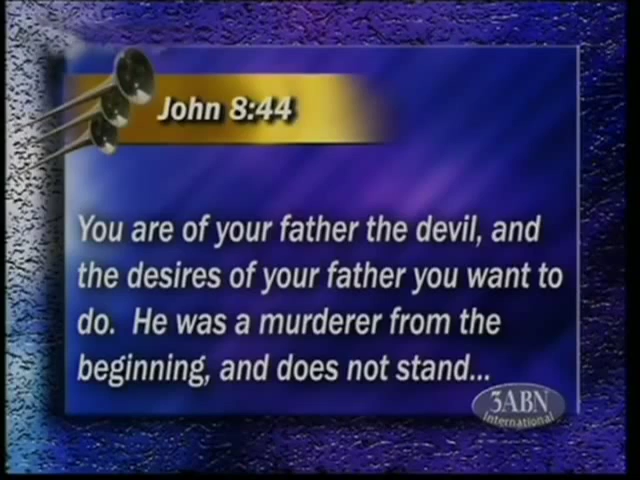 John 8:44
You are of your father the devil, and
the desires of your father you want to
do. He was a murderer from the
beginning, and does not stand...
3ABN
International